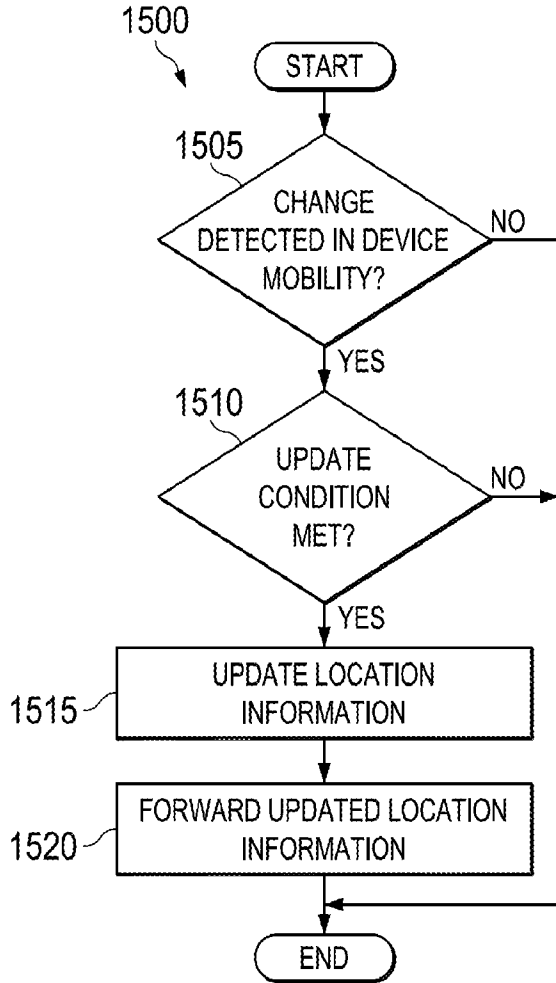 1500
START
1505
CHANGE
DETECTED IN DEVICE
MOBILITY?
NO
YES
1510
UPDATE
CONDITION
MET?
NO
YES
1515
UPDATE LOCATION
INFORMATION
1520
FORWARD UPDATED LOCATION
INFORMATION
END